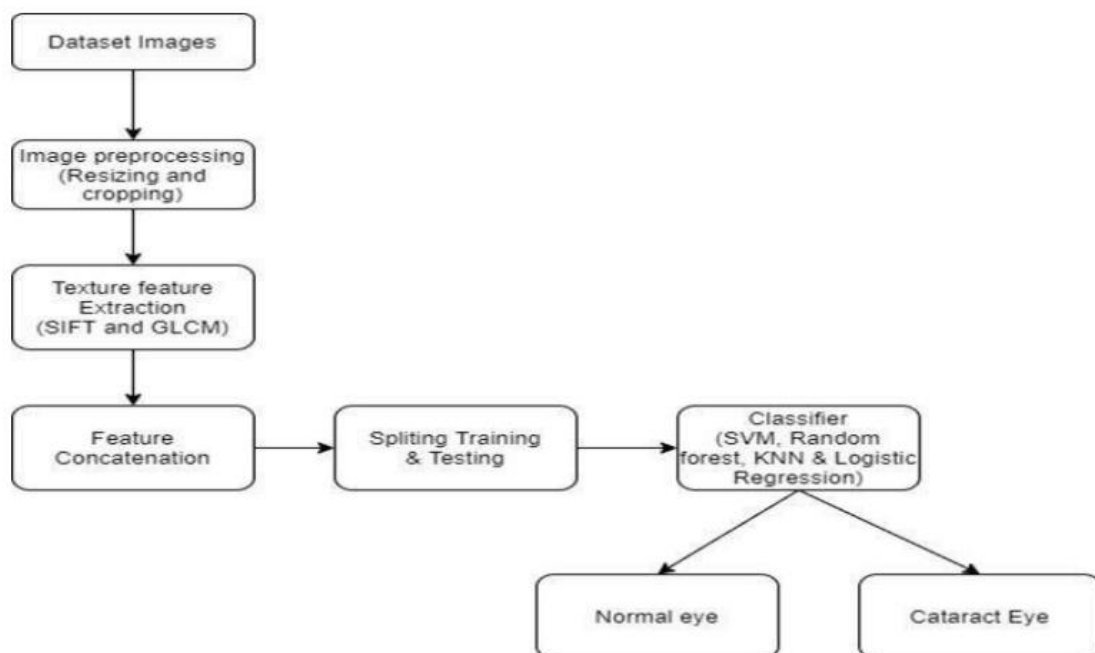 Dataset Images
Image preprocessing
(Resizing and
cropping)
Texture feature
Extraction
(SIFT and GLCM)
Feature
Concatenation
Spliting Training
& Testing
Classifier
(SVM, Random
forest, KNN & Logistic
Regression)
Normal eye
Cataract Eye